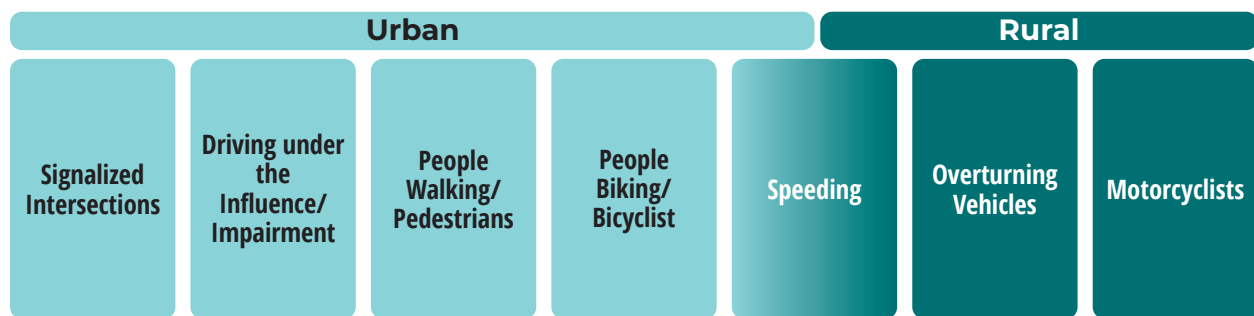 Urban
Rural
Signalized
Intersections
Driving under
the
Influence/
Impairment
People
Walking/
Pedestrians
People
Biking/
Bicyclist
Speeding
Overturning
Vehicles
Motorcyclists